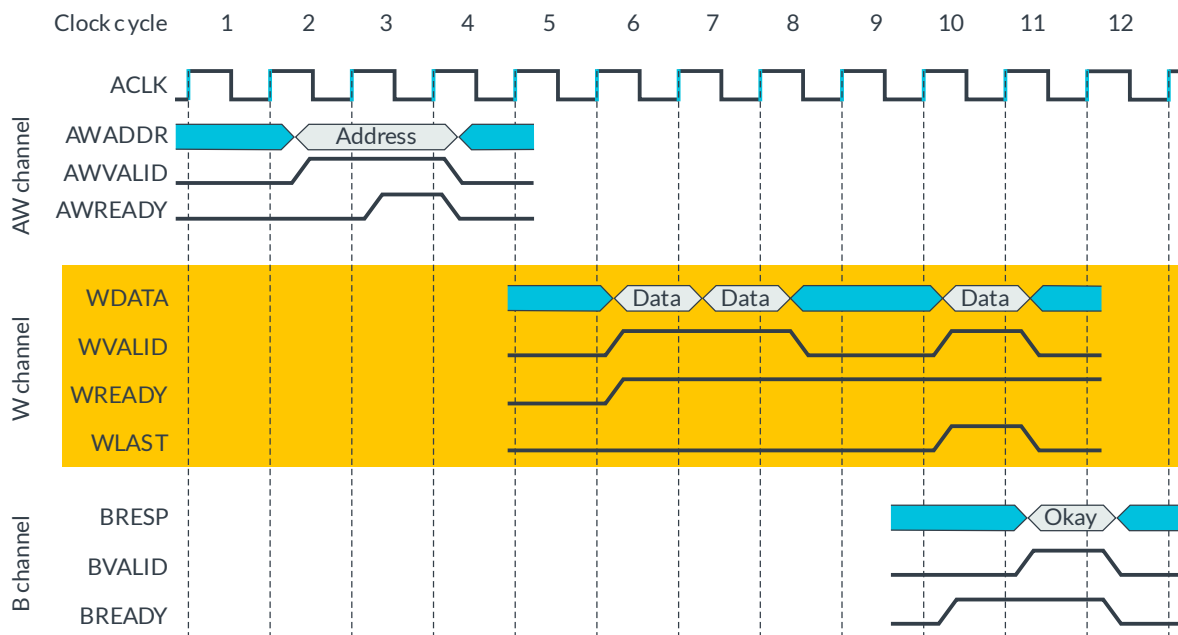 Clock cycle 1 2 3 4 5 6 7 8 9 10 11 12
ACLK
AW channel
AWADDR Address
AWVALID
AWREADY
W channel
WDATA Data Data Data
WVALID
WREADY
WLAST
B channel
BRESP Okay
BVALID
BREADY